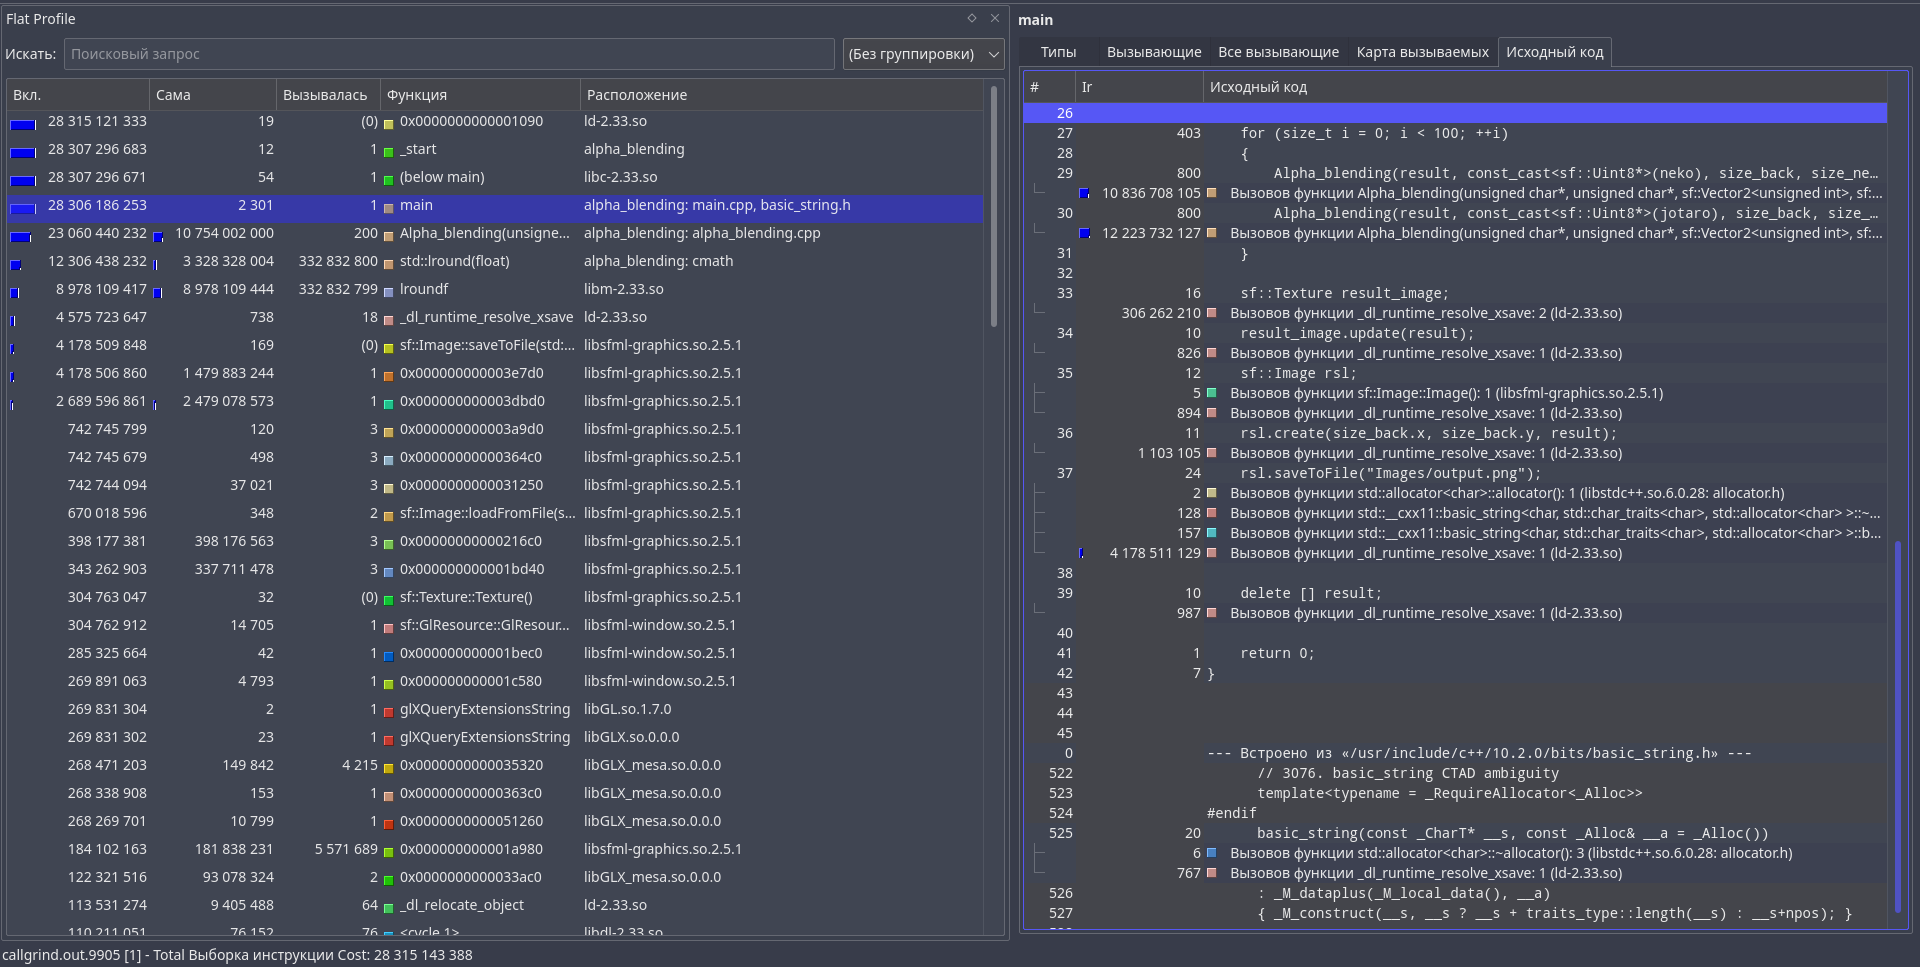 Flat Profile
Искать: Поисковый запрос (Без группировки)
Вкл. Сама Вызывалась Функция Расположение
28 315 121 333 19 (0) 0x0000000000001090 ld-2.33.so
28 307 296 683 12 1 _start alpha_blending
28 307 296 671 54 1 (below main) libc-2.33.so
28 306 186 253 2 301 1 main alpha_blending: main.cpp, basic_string.h
23 060 440 232 10 754 002 000 200 Alpha_blending(unsigne... alpha_blending: alpha_blending.cpp
12 306 438 232 3 328 328 004 332 832 800 std::lround(float) alpha_blending: cmath
8 978 109 417 8 978 109 444 332 832 799 lroundf libm-2.33.so
4 575 723 647 738 18 _dl_runtime_resolve_xsave ld-2.33.so
4 178 509 848 169 (0) sf::Image::saveToFile(std:... libsfml-graphics.so.2.5.1
4 178 506 860 1 479 883 244 1 0x000000000003e7d0 libsfml-graphics.so.2.5.1
2 689 596 861 2 479 078 573 1 0x000000000003dbd0 libsfml-graphics.so.2.5.1
742 745 799 120 3 0x000000000003a9d0 libsfml-graphics.so.2.5.1
742 745 679 498 3 0x00000000000364c0 libsfml-graphics.so.2.5.1
742 744 094 37 021 3 0x0000000000031250 libsfml-graphics.so.2.5.1
670 018 596 348 2 sf::Image::loadFromFile(s... libsfml-graphics.so.2.5.1
398 177 381 398 176 563 3 0x00000000000216c0 libsfml-graphics.so.2.5.1
343 262 903 337 711 478 3 0x000000000001bd40 libsfml-graphics.so.2.5.1
304 763 047 32 (0) sf::Texture::Texture() libsfml-graphics.so.2.5.1
304 762 912 14 705 1 sf::GlResource::GlResour... libsfml-window.so.2.5.1
285 325 664 42 1 0x000000000001bec0 libsfml-window.so.2.5.1
269 891 063 4 793 1 0x000000000001c580 libsfml-window.so.2.5.1
269 831 304 2 1 glXQueryExtensionsString libGL.so.1.7.0
269 831 302 23 1 glXQueryExtensionsString libGLX.so.0.0.0
268 471 203 149 842 4 215 0x0000000000035320 libGLX_mesa.so.0.0.0
268 338 908 153 1 0x00000000000363c0 libGLX_mesa.so.0.0.0
268 269 701 10 799 1 0x0000000000051260 libGLX_mesa.so.0.0.0
184 102 163 181 838 231 5 571 689 0x000000000001a980 libsfml-graphics.so.2.5.1
122 321 516 93 078 324 2 0x0000000000033ac0 libGLX_mesa.so.0.0.0
113 531 274 9 405 488 64 _dl_relocate_object ld-2.33.so
110 211 051 76 152 76 <cycle 1> libdl-2.33.so
main
Типы Вызывающие Все вызывающие Карта вызываемых Исходный код
# Ir Исходный код
26
27 403 for (size_t i = 0; i < 100; ++i)
28 {
29 800 Alpha_blending(result, const_cast<sf::Uint8*>(neko), size_back, size_ne...
10 836 708 105 Вызовов функции Alpha_blending(unsigned char*, unsigned char*, sf::Vector2<unsigned int>, sf:...
30 800 Alpha_blending(result, const_cast<sf::Uint8*>(jotaro), size_back, size_...
12 223 732 127 Вызовов функции Alpha_blending(unsigned char*, unsigned char*, sf::Vector2<unsigned int>, sf:...
31 }
32
33 16 sf::Texture result_image;
306 262 210 Вызовов функции _dl_runtime_resolve_xsave: 2 (ld-2.33.so)
34 10 result_image.update(result);
826 Вызовов функции _dl_runtime_resolve_xsave: 1 (ld-2.33.so)
35 12 sf::Image rsl;
5 Вызовов функции sf::Image::Image(): 1 (libsfml-graphics.so.2.5.1)
894 Вызовов функции _dl_runtime_resolve_xsave: 1 (ld-2.33.so)
36 11 rsl.create(size_back.x, size_back.y, result);
1 103 105 Вызовов функции _dl_runtime_resolve_xsave: 1 (ld-2.33.so)
37 24 rsl.saveToFile("Images/output.png");
2 Вызовов функции std::allocator<char>::allocator(): 1 (libstdc++.so.6.0.28: allocator.h)
128 Вызовов функции std::__cxx11::basic_string<char, std::char_traits<char>, std::allocator<char> >::~...
157 Вызовов функции std::__cxx11::basic_string<char, std::char_traits<char>, std::allocator<char> >::b...
4 178 511 129 Вызовов функции _dl_runtime_resolve_xsave: 1 (ld-2.33.so)
38
39 10 delete [] result;
987 Вызовов функции _dl_runtime_resolve_xsave: 1 (ld-2.33.so)
40
41 1 return 0;
42 7 }
43
44
45
0 --- Встроено из «/usr/include/c++/10.2.0/bits/basic_string.h» ---
522 // 3076. basic_string CTAD ambiguity
523 template<typename = _RequireAllocator<_Alloc>>
524 #endif
525 20 basic_string(const _CharT* __s, const _Alloc& __a = _Alloc())
6 Вызовов функции std::allocator<char>::~allocator(): 3 (libstdc++.so.6.0.28: allocator.h)
767 Вызовов функции _dl_runtime_resolve_xsave: 1 (ld-2.33.so)
526 : _M_dataplus(_M_local_data(), __a)
527 { _M_construct(__s, __s ? __s + traits_type::length(__s) : __s+npos); }
callgrind.out.9905 [1] - Total Выборка инструкции Cost: 28 315 143 388